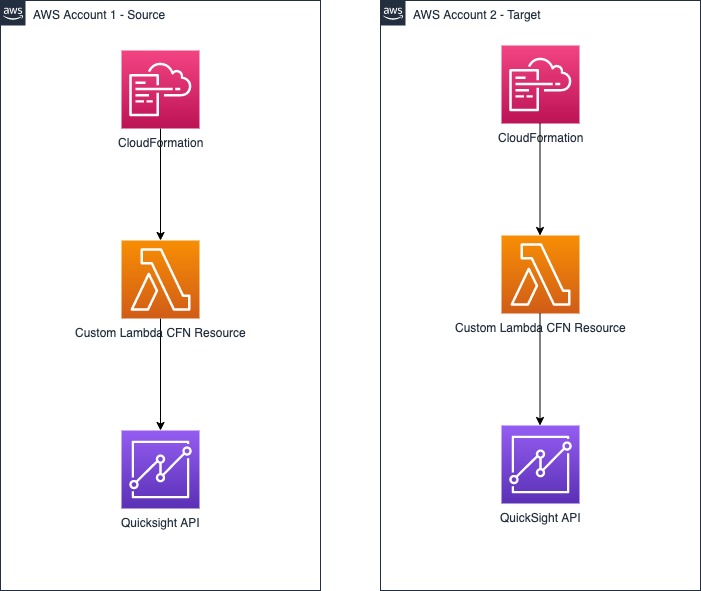 aws
AWS Account 1 - Source
CloudFormation
Custom Lambda CFN Resource
Quicksight API
aws
AWS Account 2 - Target
CloudFormation
Custom Lambda CFN Resource
QuickSight API